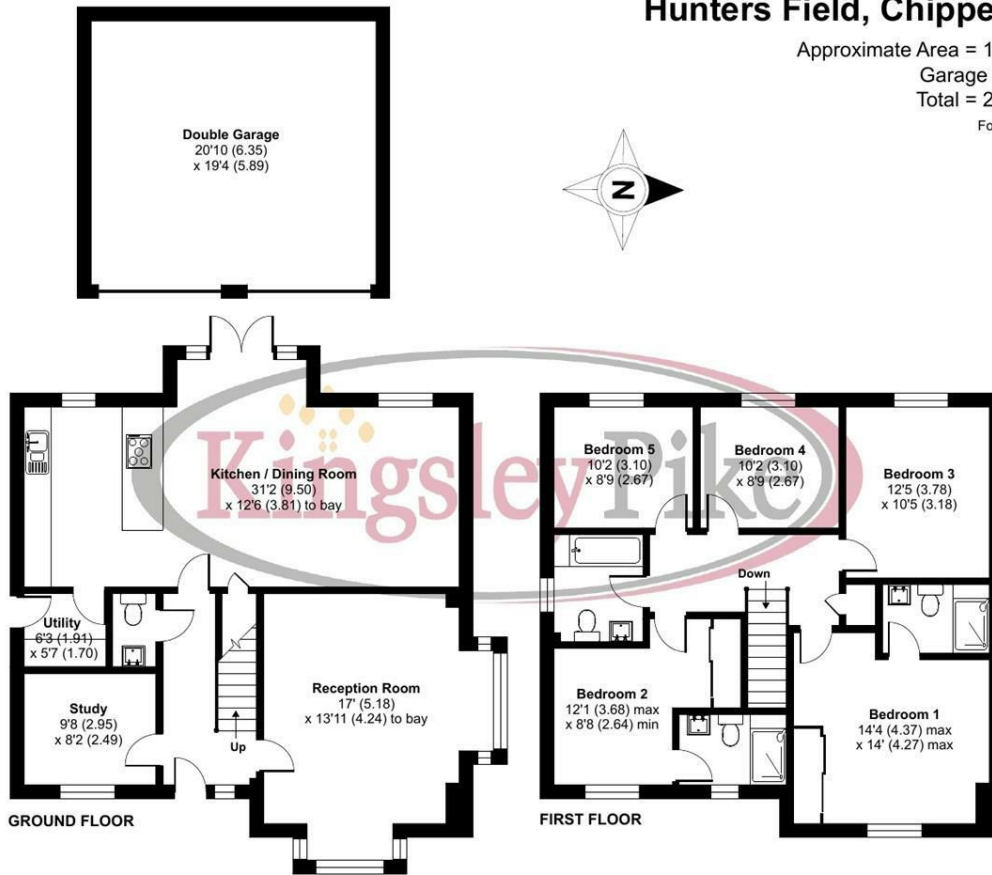 Hunters Field, Chippe
Approximate Area = 1
Garage
Total = 2
Fo
Double Garage
20'10 (6.35)
x 19'4 (5.89)
N
Kingsley Pike
Kitchen / Dining Room
31'2 (9.50)
x 12'6 (3.81) to bay
Utility
6'3 (1.91)
x 5'7 (1.70)
Study
9'8 (2.95)
x 8'2 (2.49)
Up
Reception Room
17' (5.18)
x 13'11 (4.24) to bay
GROUND FLOOR
Bedroom 5
10'2 (3.10)
x 8'9 (2.67)
Bedroom 4
10'2 (3.10)
x 8'9 (2.67)
Bedroom 3
12'5 (3.78)
x 10'5 (3.18)
Down
Bedroom 2
12'1 (3.68) max
x 8'8 (2.64) min
Bedroom 1
14'4 (4.37) max
x 14' (4.27) max
FIRST FLOOR